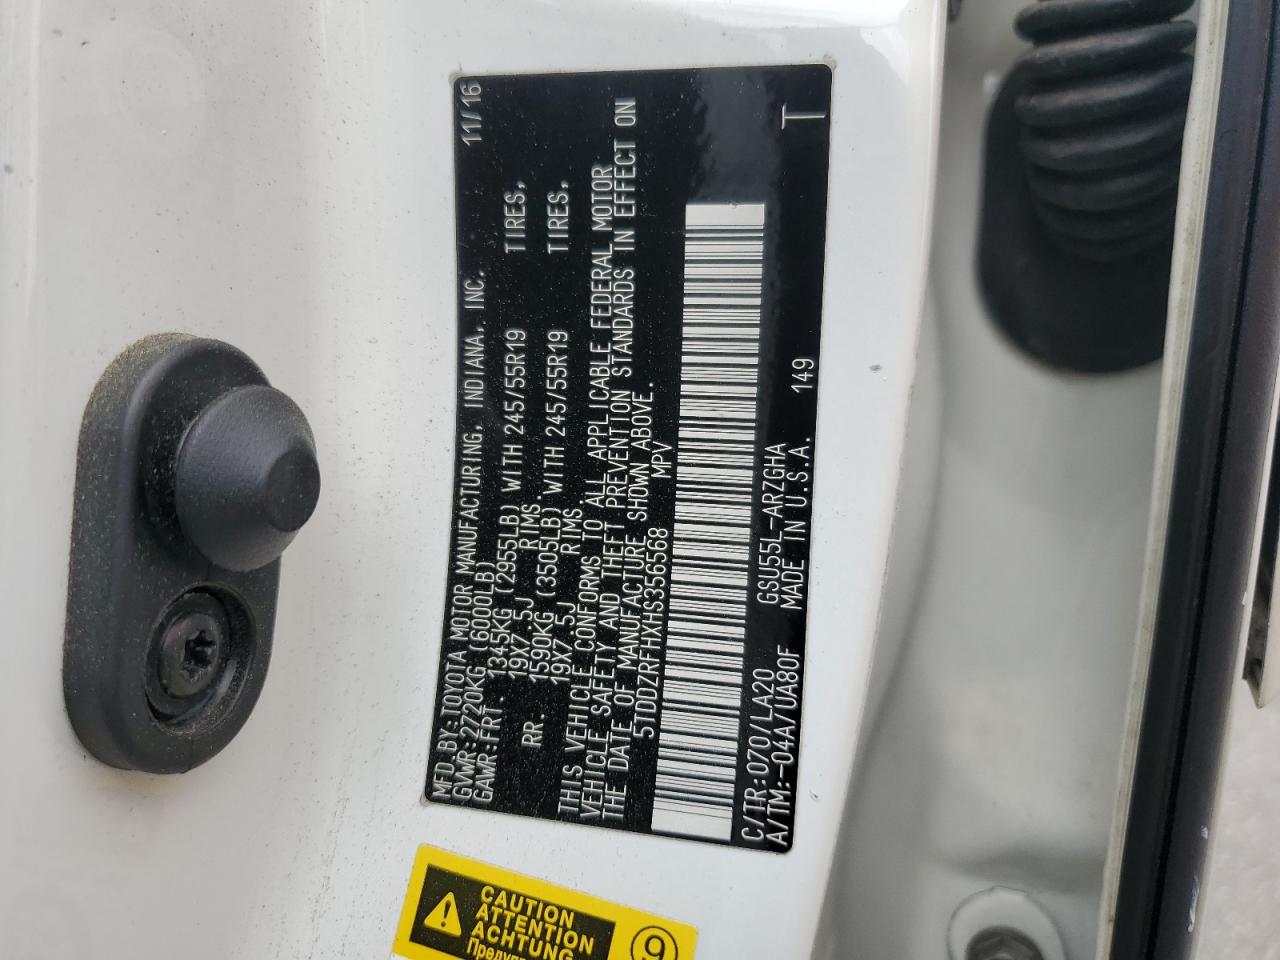 MFD. BY: TOYOTA MOTOR MANUFACTURING, INDIANA, INC. 11/16
GVWR: 2720KG (6000LB)
GAWR: FRT. 1345KG (2955LB) WITH 245/55R19 TIRES,
19X7.5J RIMS.
RR. 1590KG (3505LB) WITH 245/55R19 TIRES,
19X7.5J RIMS
THIS VEHICLE CONFORMS TO ALL APPLICABLE FEDERAL MOTOR
VEHICLE SAFETY AND THEFT PREVENTION STANDARDS IN EFFECT ON
THE DATE OF MANUFACTURE SHOWN ABOVE.
5TDDZRFHXHS356568 MPV
C/TR: 070/LA20 GSU55L-ARZGHA
A/TM: -04A/UA80F MADE IN U.S.A. 149 T
CAUTION
ATTENTION
ACHTUNG
9